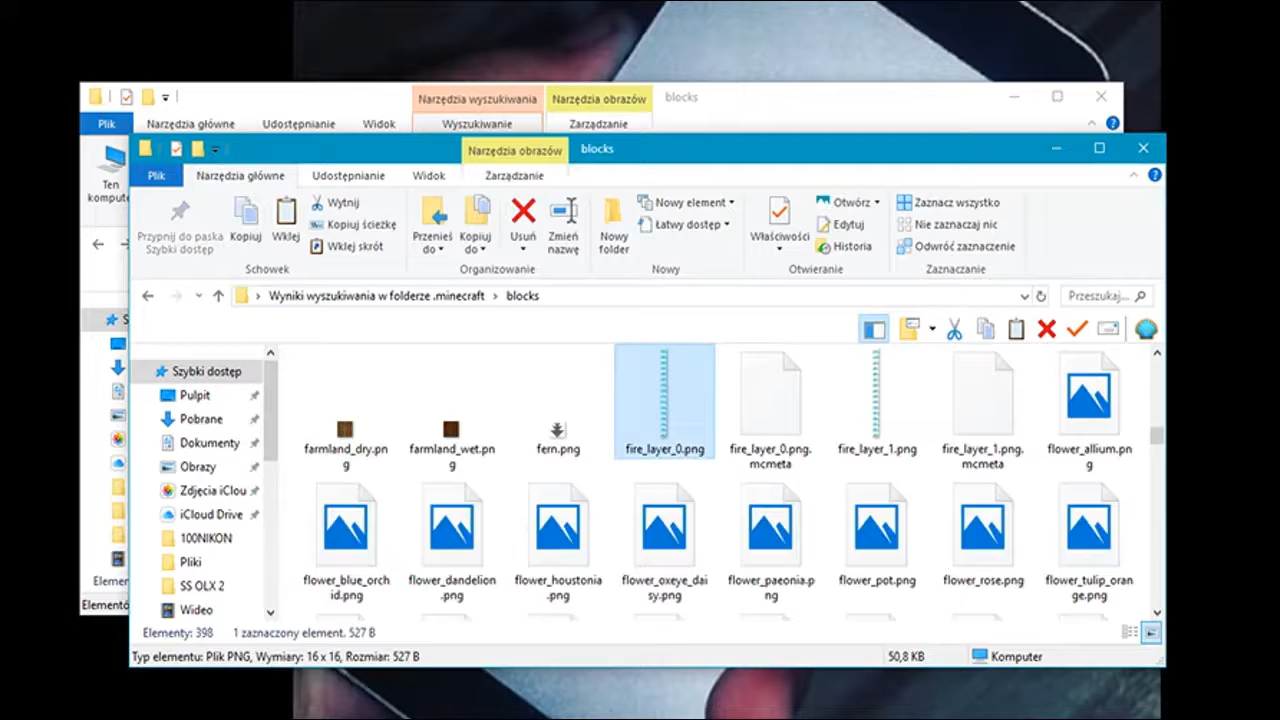 Narzędzia wyszukiwania Narzędzia obrazów blocks
Plik Narzędzia główne Udostępnianie Widok Wyszukiwanie Zarządzanie
Narzędzia obrazów blocks
Plik Narzędzia główne Udostępnianie Widok Zarządzanie
Ten
Przypnij do paska
Szybki dostęp
Kopiuj
Wklej
Wytnij
Kopiuj ścieżkę
Wklej skrót
Schowek
Przenieś
do
Kopiuj
do
Usuń
Zmień
nazwę
Organizowanie
Nowy
folder
Nowy element
Łatwy dostęp
Nowy
Właściwości
Otwórz
Edytuj
Historia
Otwieranie
Zaznacz wszystko
Nie zaznaczaj nic
Odwróć zaznaczenie
Zaznaczanie
Wyniki wyszukiwania w folderze .minecraft > blocks
Przeszukaj...
Szybki dostęp
Pulpit
Pobrane
Dokumenty
Obrazy
Zdjęcia iClou
iCloud Drive
100NIKON
Pliki
SS OLX 2
Wideo
farmland_dry.pn
g
farmland_wet.pn
g
fern.png
fire_layer_0.png
fire_layer_0.png.
mcmeta
fire_layer_1.png
fire_layer_1.png.
mcmeta
flower_allium.pn
g
flower_blue_orch
id.png
flower_dandelion
.png
flower_houstonia
.png
flower_oxeye_dai
sy.png
flower_paeonia.p
ng
flower_pot.png
flower_rose.png
flower_tulip_oran
ge.png
Elementy: 398 1 zaznaczony element. 527 B
Typ elementu: Plik PNG, Wymiary: 16 x 16, Rozmiar: 527 B 50,8 KB Komputer